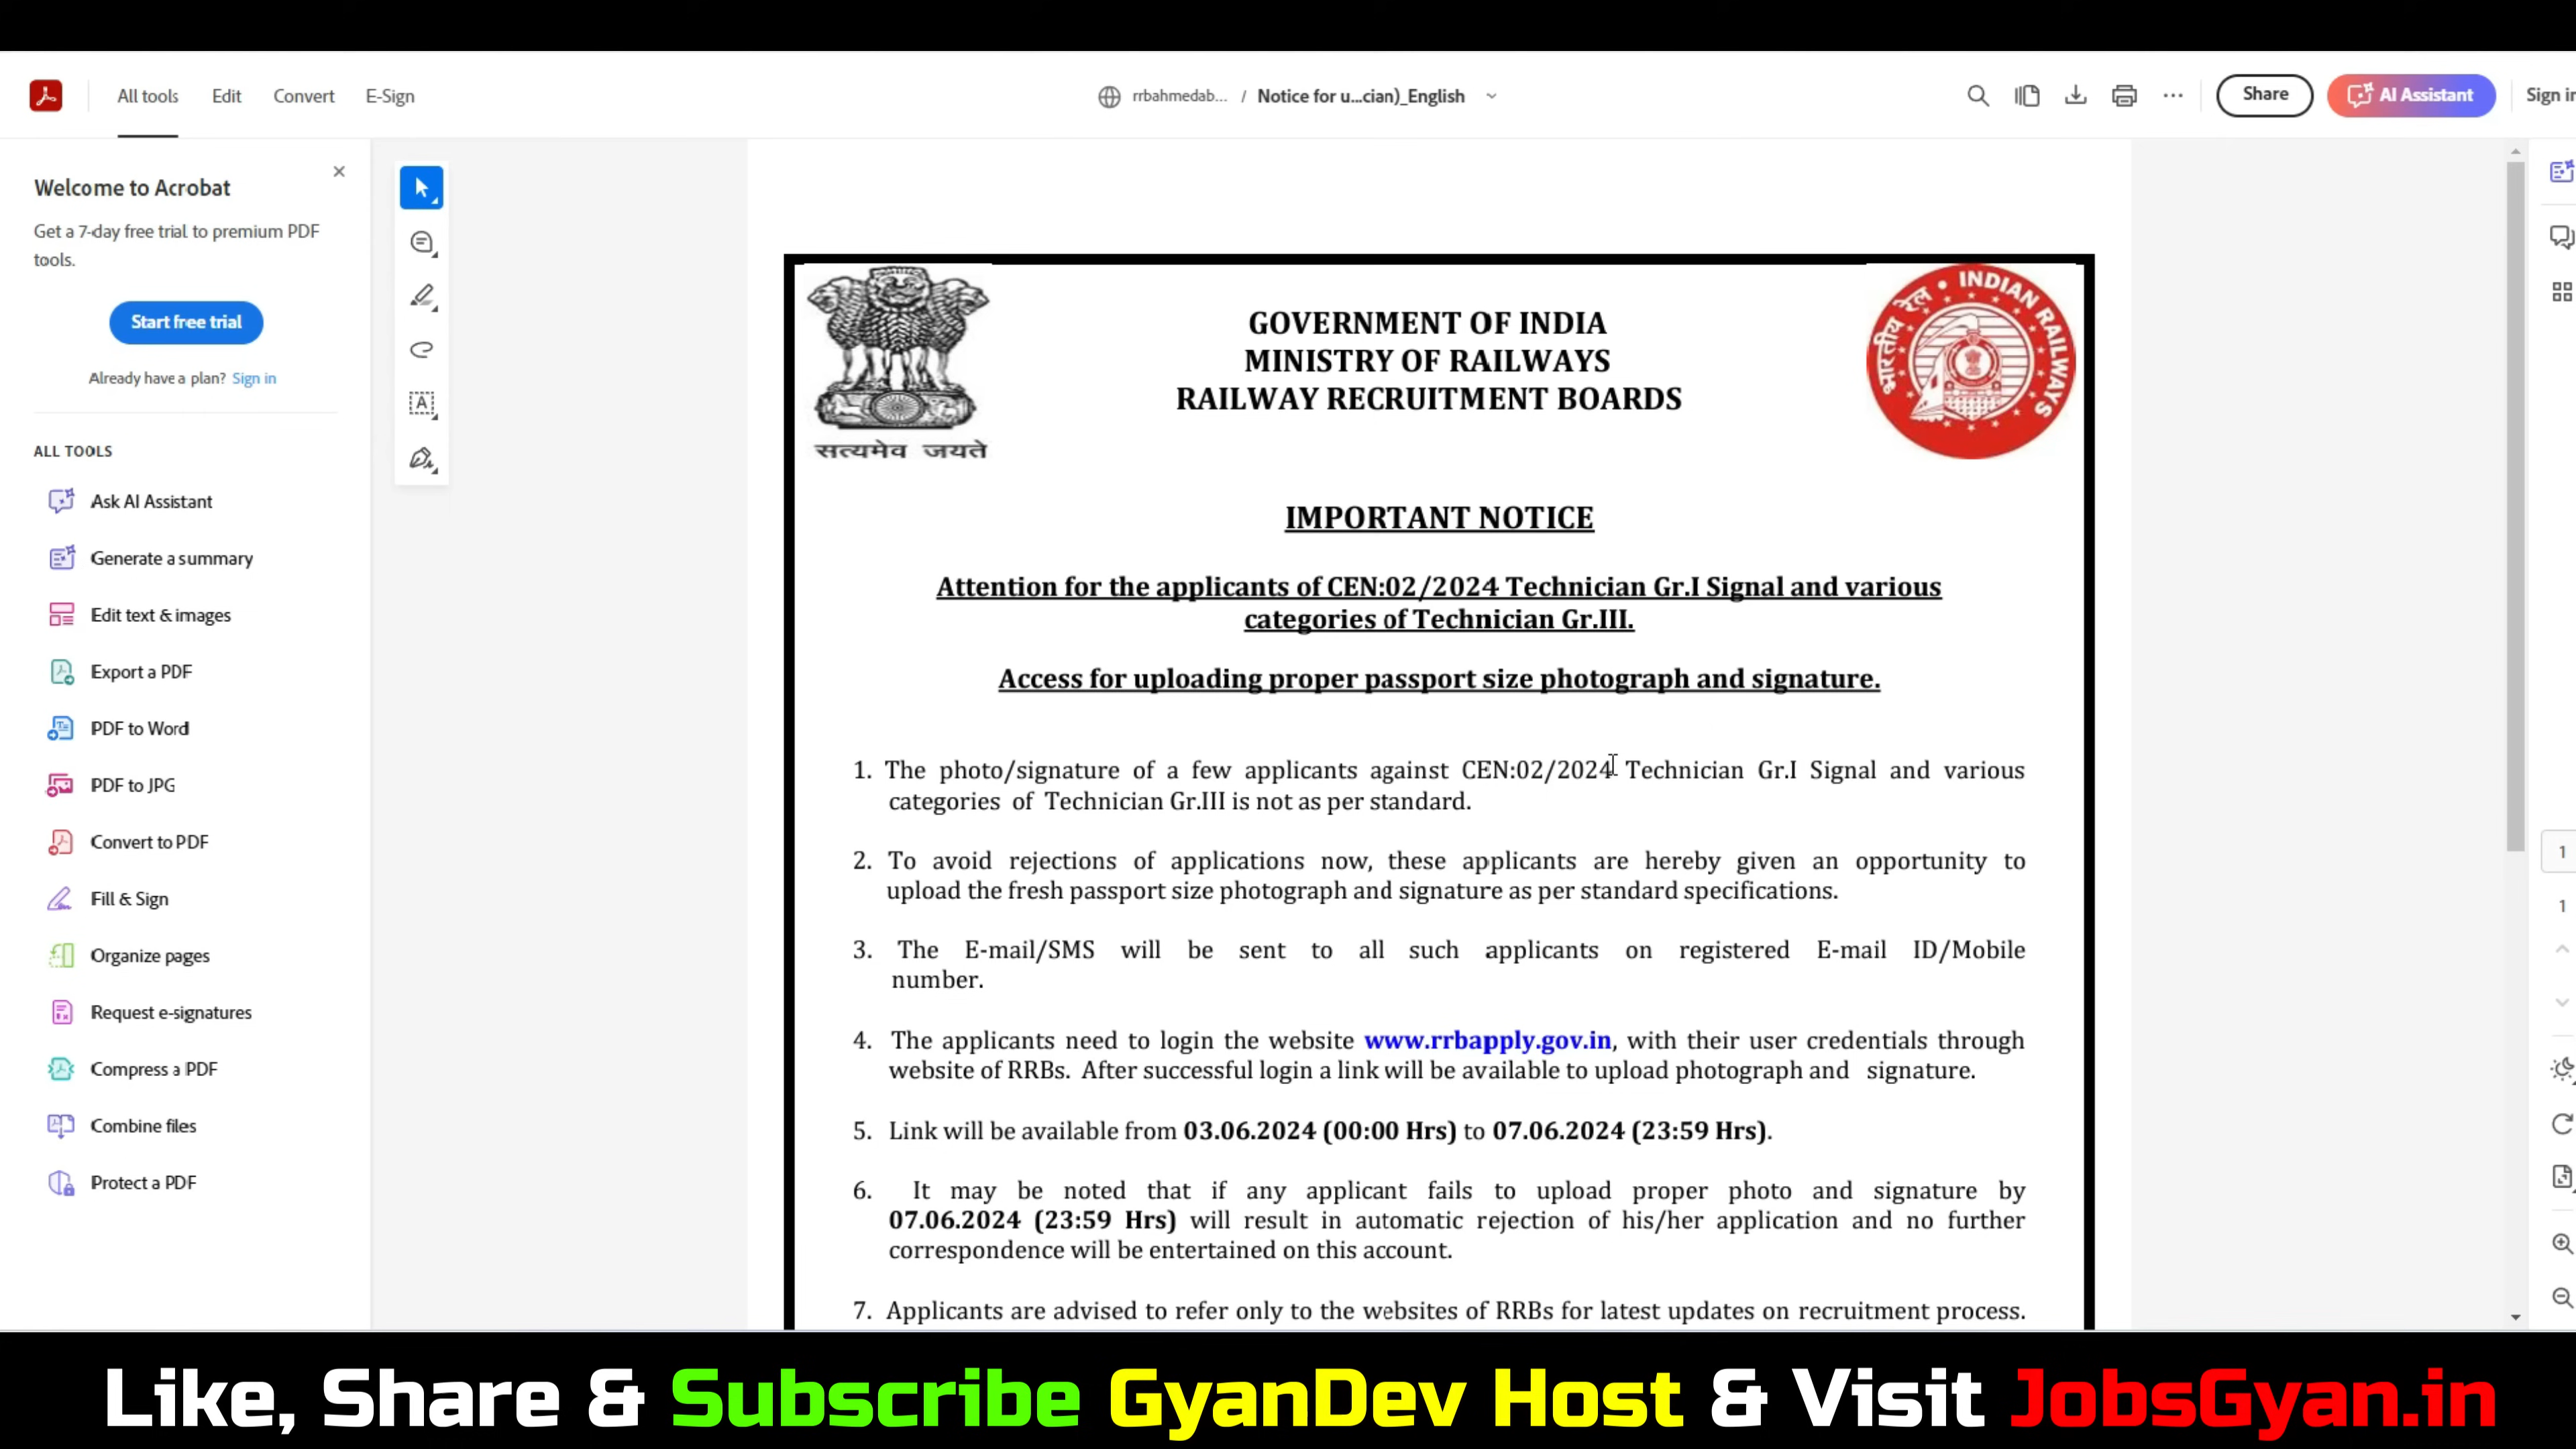 All tools Edit Convert E-Sign
rrbahmedab... / Notice for u...cian)_English
Share
AI Assistant
Sign in
Welcome to Acrobat
Get a 7-day free trial to premium PDF
tools.
Start free trial
Already have a plan? Sign in
ALL TOOLS
Ask AI Assistant
Generate a summary
Edit text & images
Export a PDF
PDF to Word
PDF to JPG
Convert to PDF
Fill & Sign
Organize pages
Request e-signatures
Compress a PDF
Combine files
Protect a PDF
सत्यमेव जयते
GOVERNMENT OF INDIA
MINISTRY OF RAILWAYS
RAILWAY RECRUITMENT BOARDS
भारतीय रेल • INDIAN RAILWAYS
IMPORTANT NOTICE
Attention for the applicants of CEN:02/2024 Technician Gr.I Signal and various
categories of Technician Gr.III.
Access for uploading proper passport size photograph and signature.
1. The photo/signature of a few applicants against CEN:02/2024 Technician Gr.I Signal and various
categories of Technician Gr.III is not as per standard.
2. To avoid rejections of applications now, these applicants are hereby given an opportunity to
upload the fresh passport size photograph and signature as per standard specifications.
3. The E-mail/SMS will be sent to all such applicants on registered E-mail ID/Mobile
number.
4. The applicants need to login the website www.rrbapply.gov.in, with their user credentials through
website of RRBs. After successful login a link will be available to upload photograph and signature.
5. Link will be available from 03.06.2024 (00:00 Hrs) to 07.06.2024 (23:59 Hrs).
6. It may be noted that if any applicant fails to upload proper photo and signature by
07.06.2024 (23:59 Hrs) will result in automatic rejection of his/her application and no further
correspondence will be entertained on this account.
7. Applicants are advised to refer only to the websites of RRBs for latest updates on recruitment process.
1
1
Like, Share & Subscribe GyanDev Host & Visit JobsGyan.in